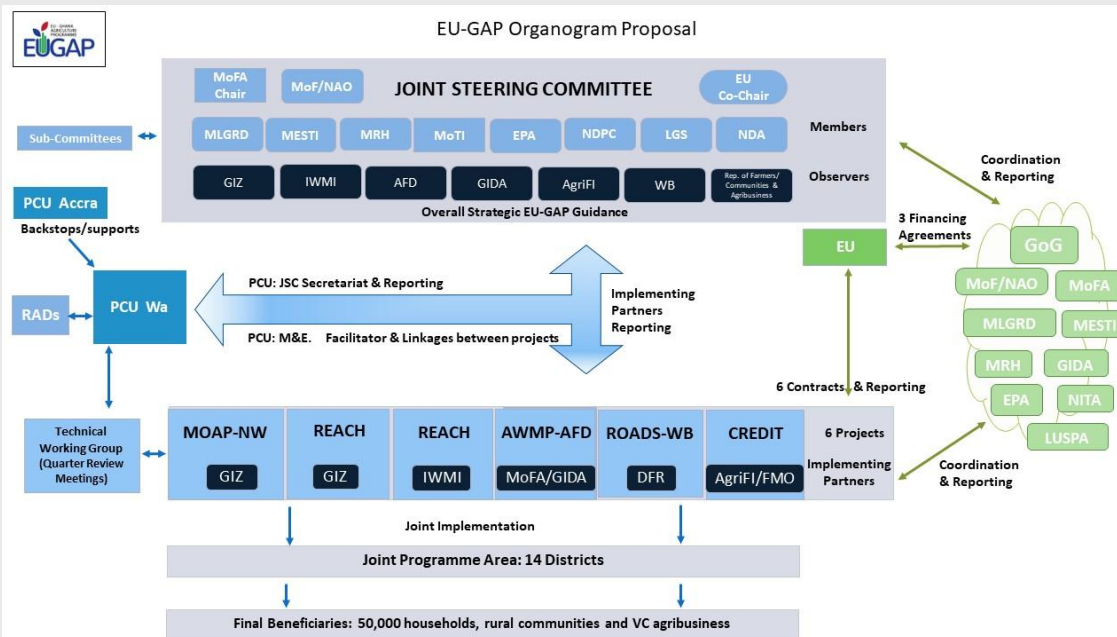 EU - GHANA
AGRICULTURE
PROGRAMME
EUGAP
EU-GAP Organogram Proposal
MoFA
Chair
MoF/NAO
JOINT STEERING COMMITTEE
EU
Co-Chair
Sub-Committees
MLGRD
MESTI
MRH
MoTI
EPA
NDPC
LGS
NDA
Members
GIZ
IWMI
AFD
GIDA
AgriFI
WB
Rep. of Farmers/
Communities &
Agribusiness
Observers
Overall Strategic EU-GAP Guidance
Coordination
& Reporting
PCU Accra
Backstops/supports
RADs
PCU Wa
PCU: JSC Secretariat & Reporting
PCU: M&E. Facilitator & Linkages between projects
Implementing
Partners
Reporting
EU
3 Financing
Agreements
GoG
MoF/NAO
MoFA
MLGRD
MESTI
MRH
GIDA
EPA
NITA
LUSPA
6 Contracts & Reporting
Technical
Working Group
(Quarter Review
Meetings)
MOAP-NW
GIZ
REACH
GIZ
REACH
IWMI
AWMP-AFD
MoFA/GIDA
ROADS-WB
DFR
CREDIT
AgriFI/FMO
6 Projects
Implementing
Partners
Coordination
& Reporting
Joint Implementation
Joint Programme Area: 14 Districts
Final Beneficiaries: 50,000 households, rural communities and VC agribusiness